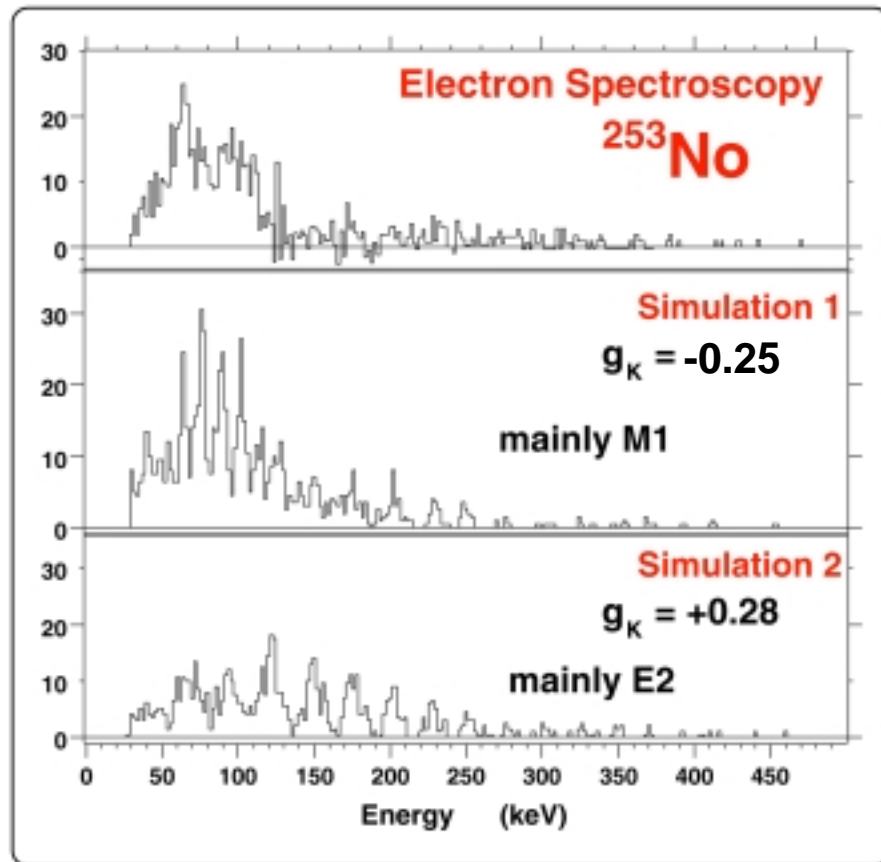 30
Electron Spectroscopy
20
253No
10
0
Simulation 1
30
gK = -0.25
20
mainly M1
10
0
Simulation 2
30
gK = +0.28
20
mainly E2
10
0
0 50 100 150 200 250 300 350 400 450
Energy (keV)